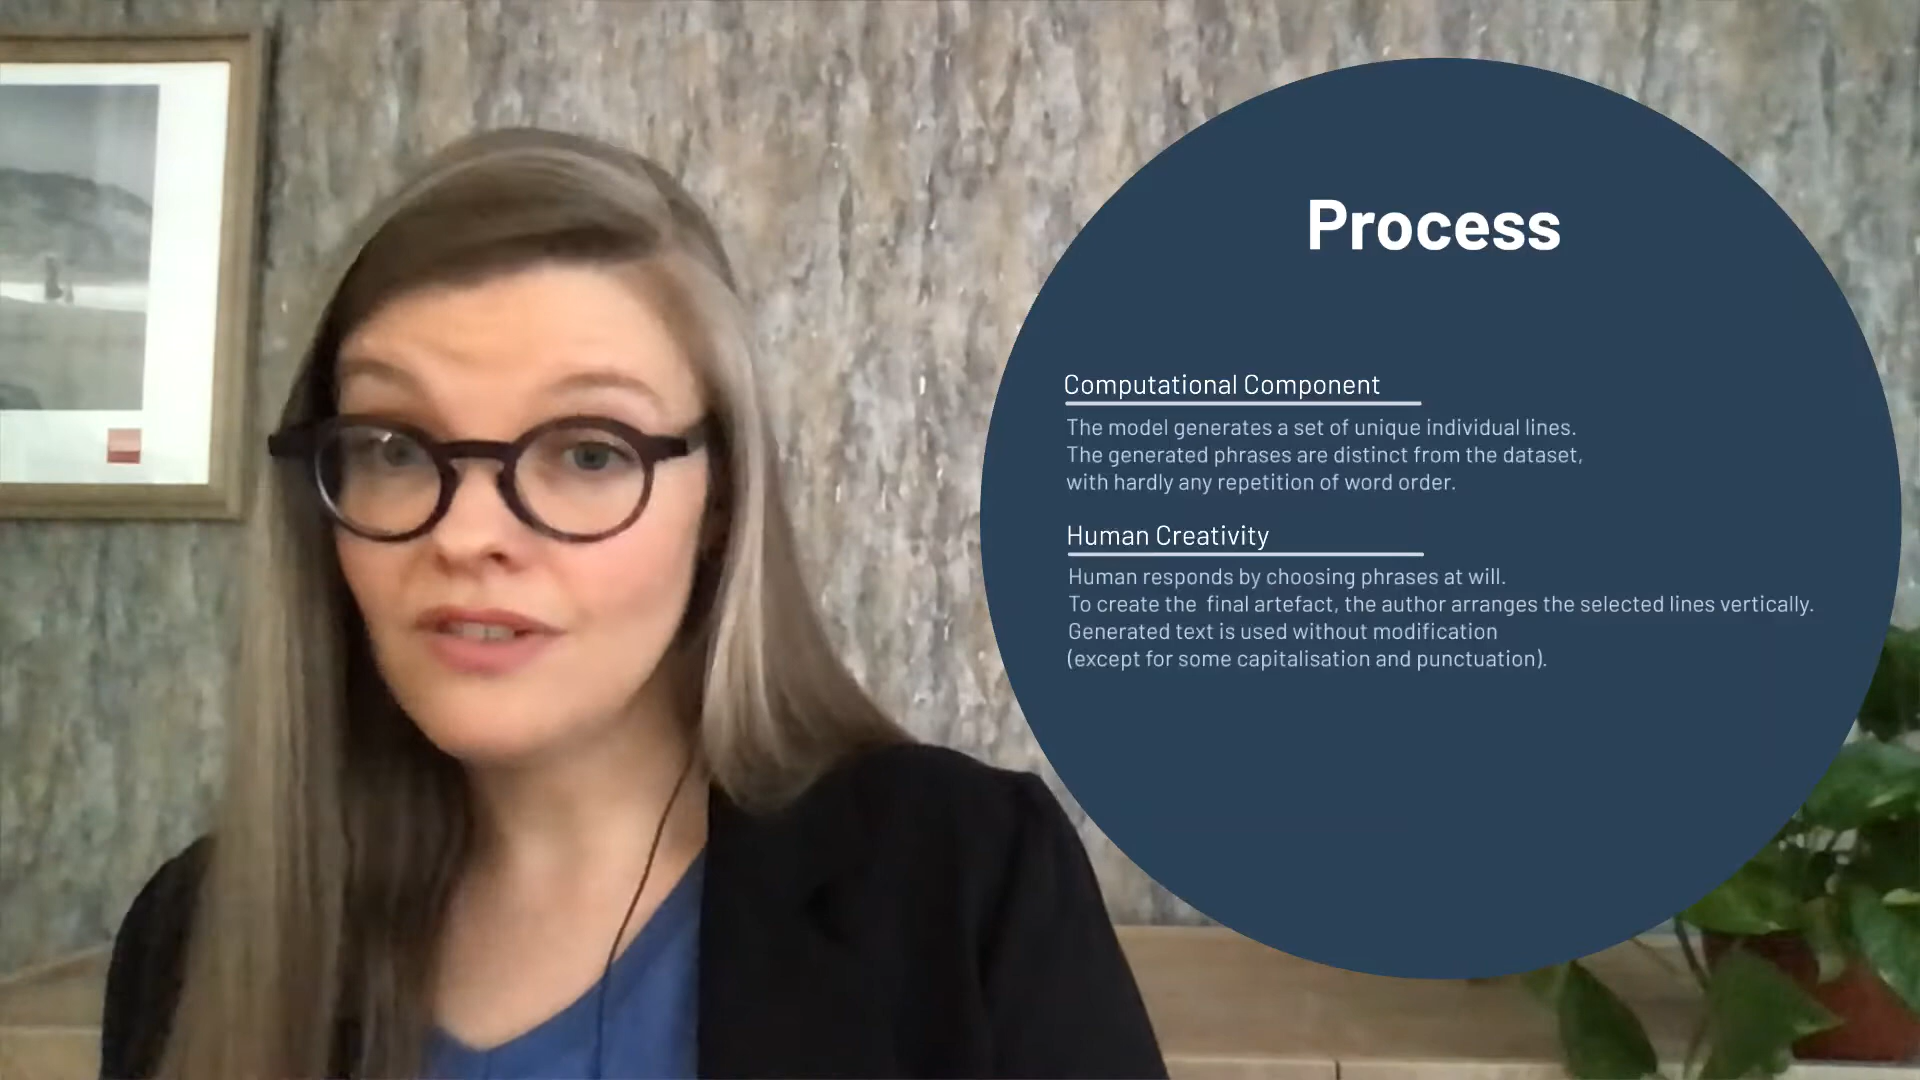 Process
Computational Component
The model generates a set of unique individual lines.
The generated phrases are distinct from the dataset,
with hardly any repetition of word order.
Human Creativity
Human responds by choosing phrases at will.
To create the final artefact, the author arranges the selected lines vertically.
Generated text is used without modification
(except for some capitalisation and punctuation).